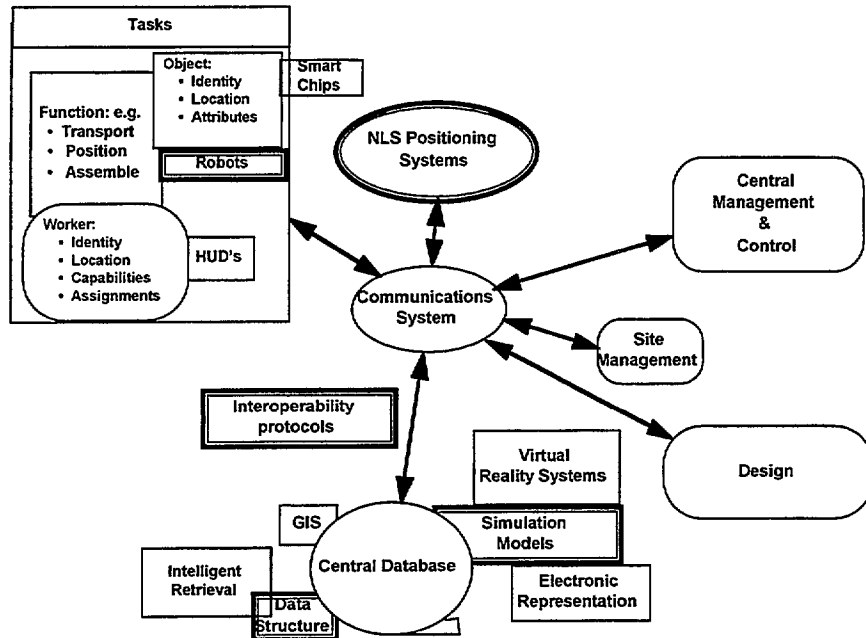 Tasks
Object:
• Identity
• Location
• Attributes
Smart
Chips
Function: e.g.
• Transport
• Position
• Assemble
Robots
Worker:
• Identity
• Location
• Capabilities
• Assignments
HUD's
NLS Positioning
Systems
Central
Management
&
Control
Communications
System
Site
Management
Interoperability
protocols
Design
Virtual
Reality Systems
GIS
Simulation
Models
Central Database
Intelligent
Retrieval
Electronic
Representation
Data
Structure